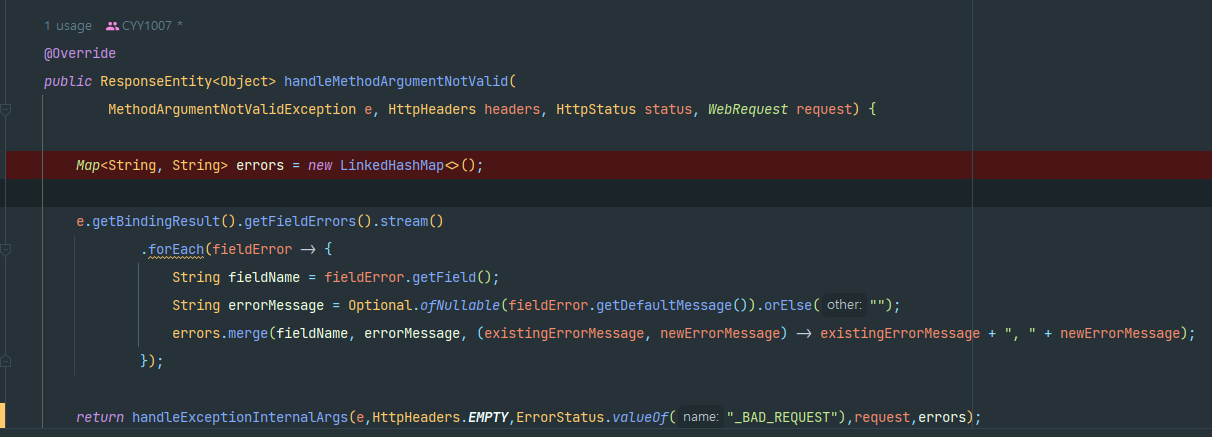 1 usage CYY1007 *
@Override
public ResponseEntity<Object> handleMethodArgumentNotValid(
MethodArgumentNotValidException e, HttpHeaders headers, HttpStatus status, WebRequest request) {
Map<String, String> errors = new LinkedHashMap<>();
e.getBindingResult().getFieldErrors().stream()
.forEach(fieldError -> {
String fieldName = fieldError.getField();
String errorMessage = Optional.ofNullable(fieldError.getDefaultMessage()).orElse( other: "");
errors.merge(fieldName, errorMessage, (existingErrorMessage, newErrorMessage) -> existingErrorMessage + ", " + newErrorMessage);
});
return handleExceptionInternalArgs(e,HttpHeaders.EMPTY,ErrorStatus.valueOf( name: "_BAD_REQUEST"),request,errors);